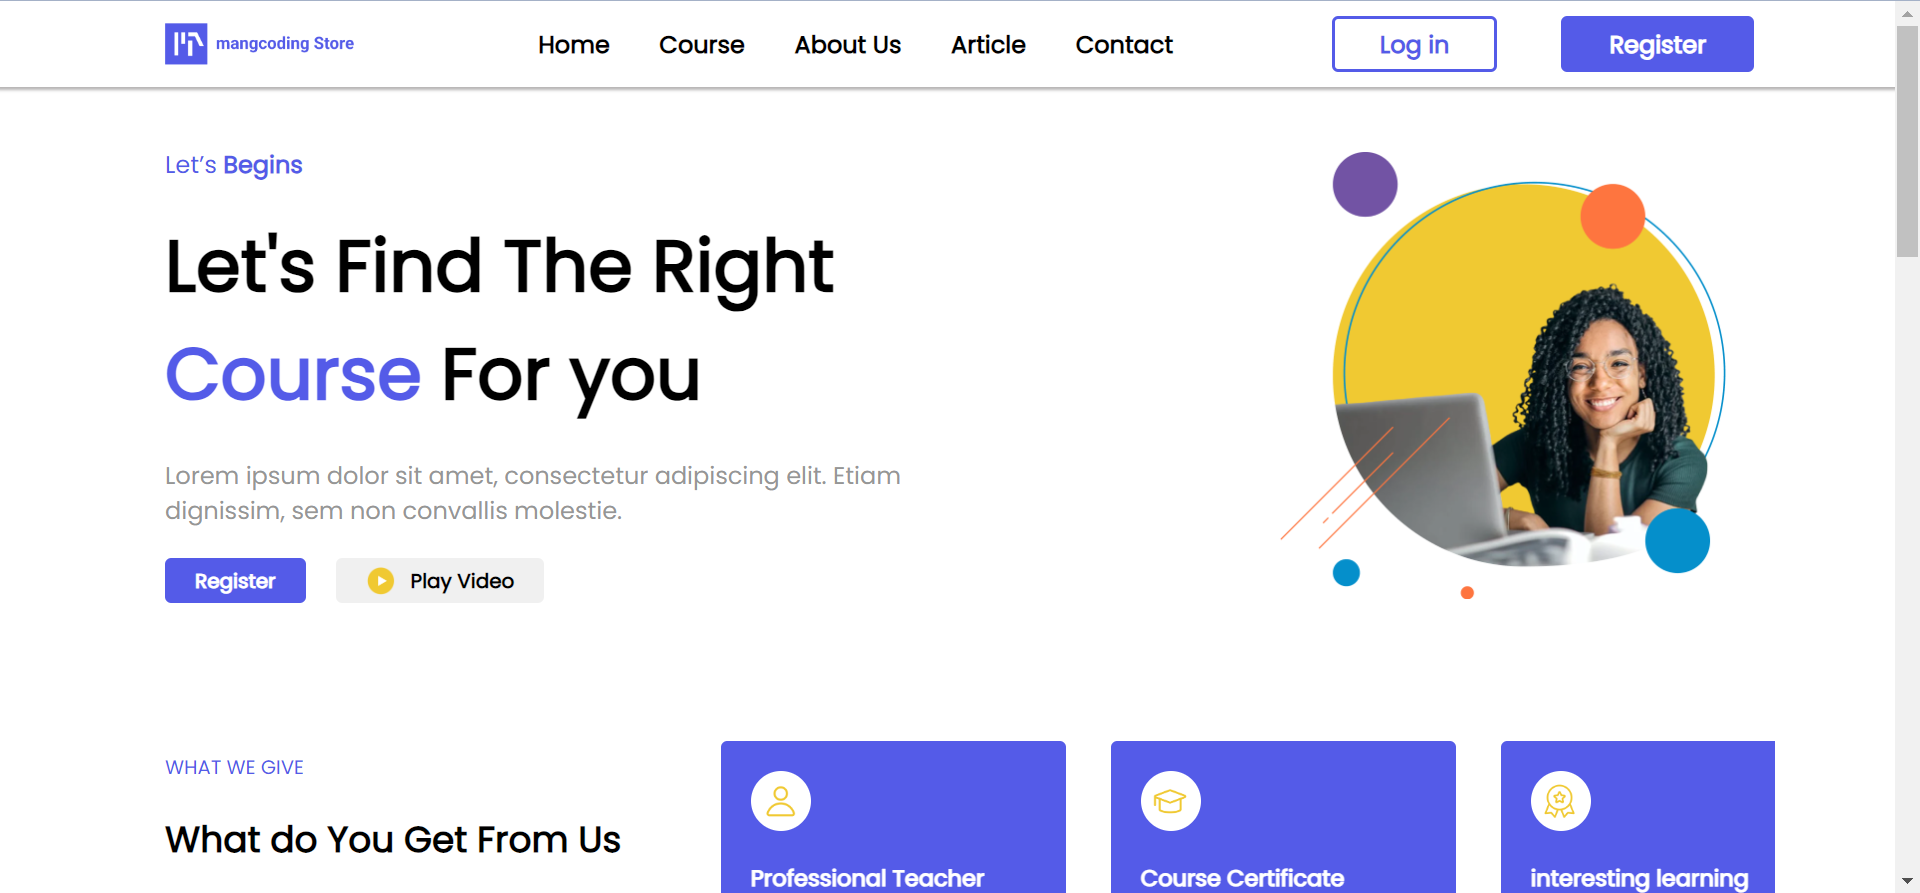 mangcoding Store
Home
Course
About Us
Article
Contact
Log in
Register
Let’s Begins
Let's Find The Right
Course For you
Lorem ipsum dolor sit amet, consectetur adipiscing elit. Etiam
dignissim, sem non convallis molestie.
Register
Play Video
WHAT WE GIVE
What do You Get From Us
Professional Teacher
Course Certificate
interesting learning